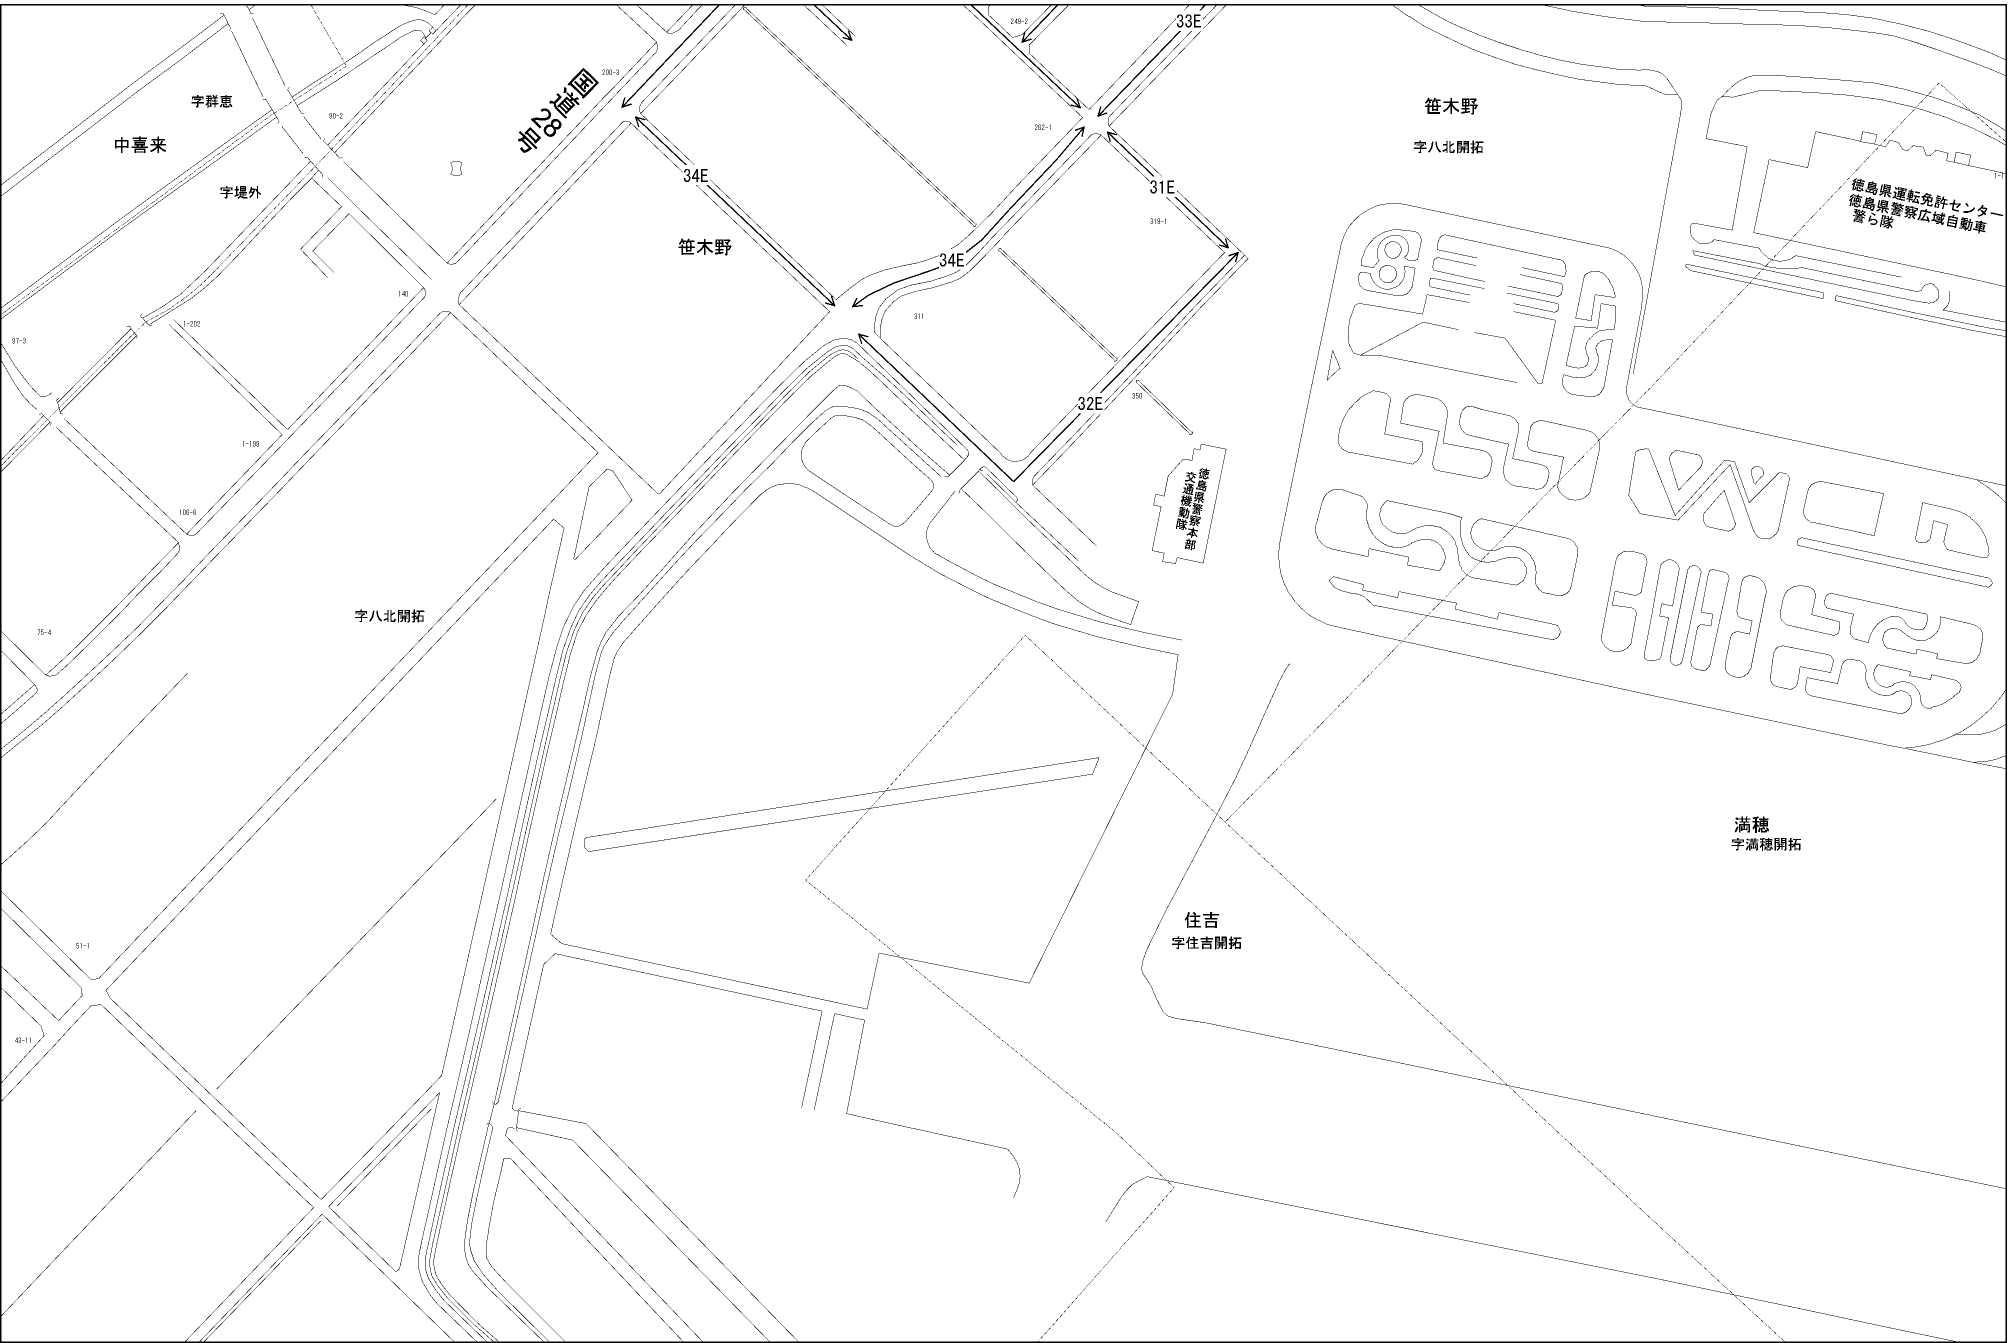 33E
249-2
200-3
国道28号
字群恵
90-2
中喜来
笹木野
字八北開拓
262-1
34E
31E
字堤外
徳島県運転免許センター
徳島県警察広域自動車
警ら隊
1-1
319-1
笹木野
34E
140
1-202
311
97-3
350
32E
1-199
徳島県警察本部
交通機動隊
106-6
字八北開拓
75-4
満穂
字満穂開拓
住吉
字住吉開拓
51-1
43-11